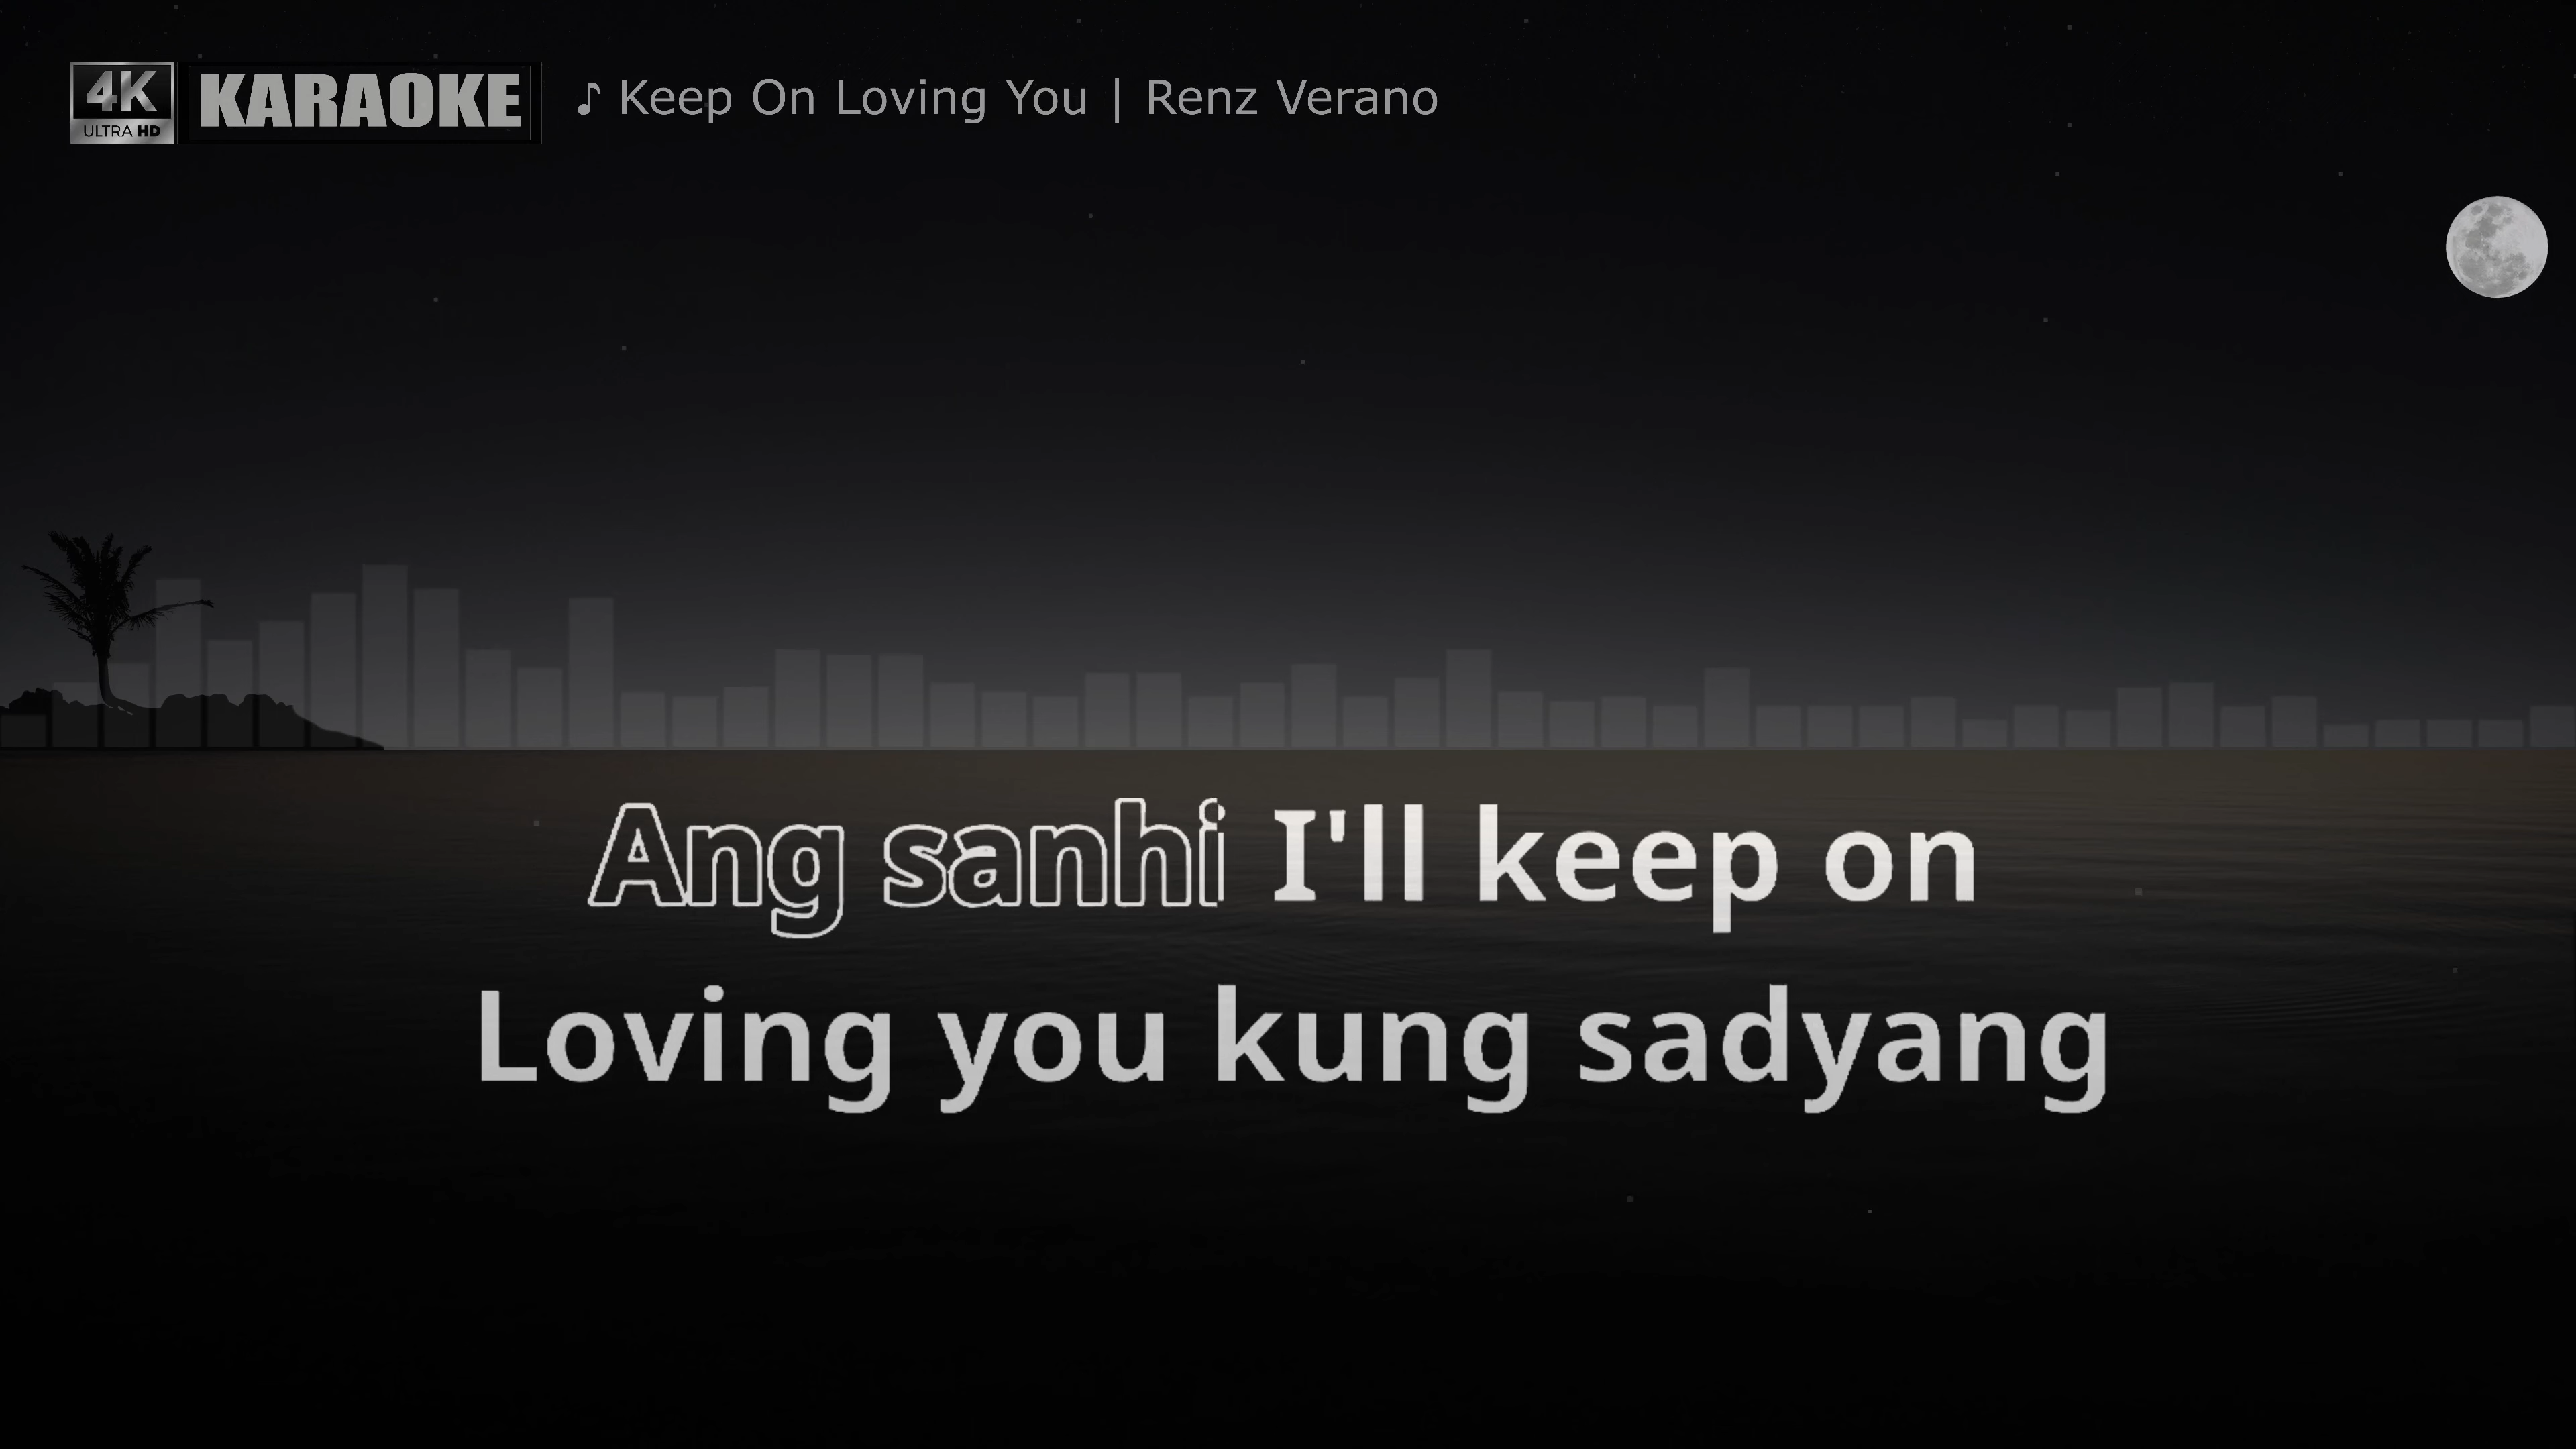 4K
ULTRA HD
KARAOKE
♪ Keep On Loving You | Renz Verano
Ang sanhi I'll keep on
Loving you kung sadyang